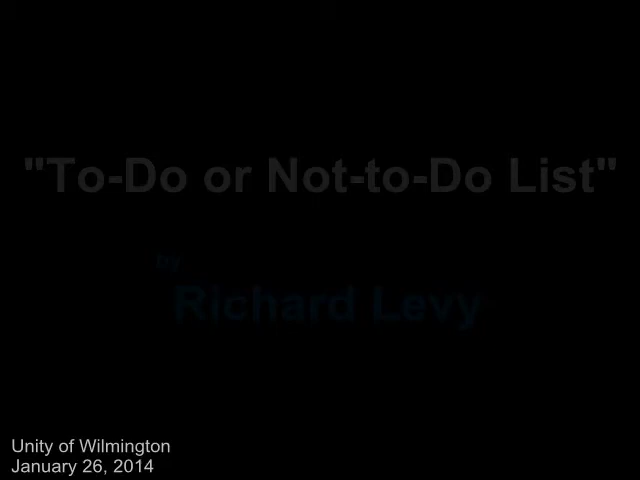 "To-Do or Not-to-Do List"
by
Richard Levy
Unity of Wilmington
January 26, 2014